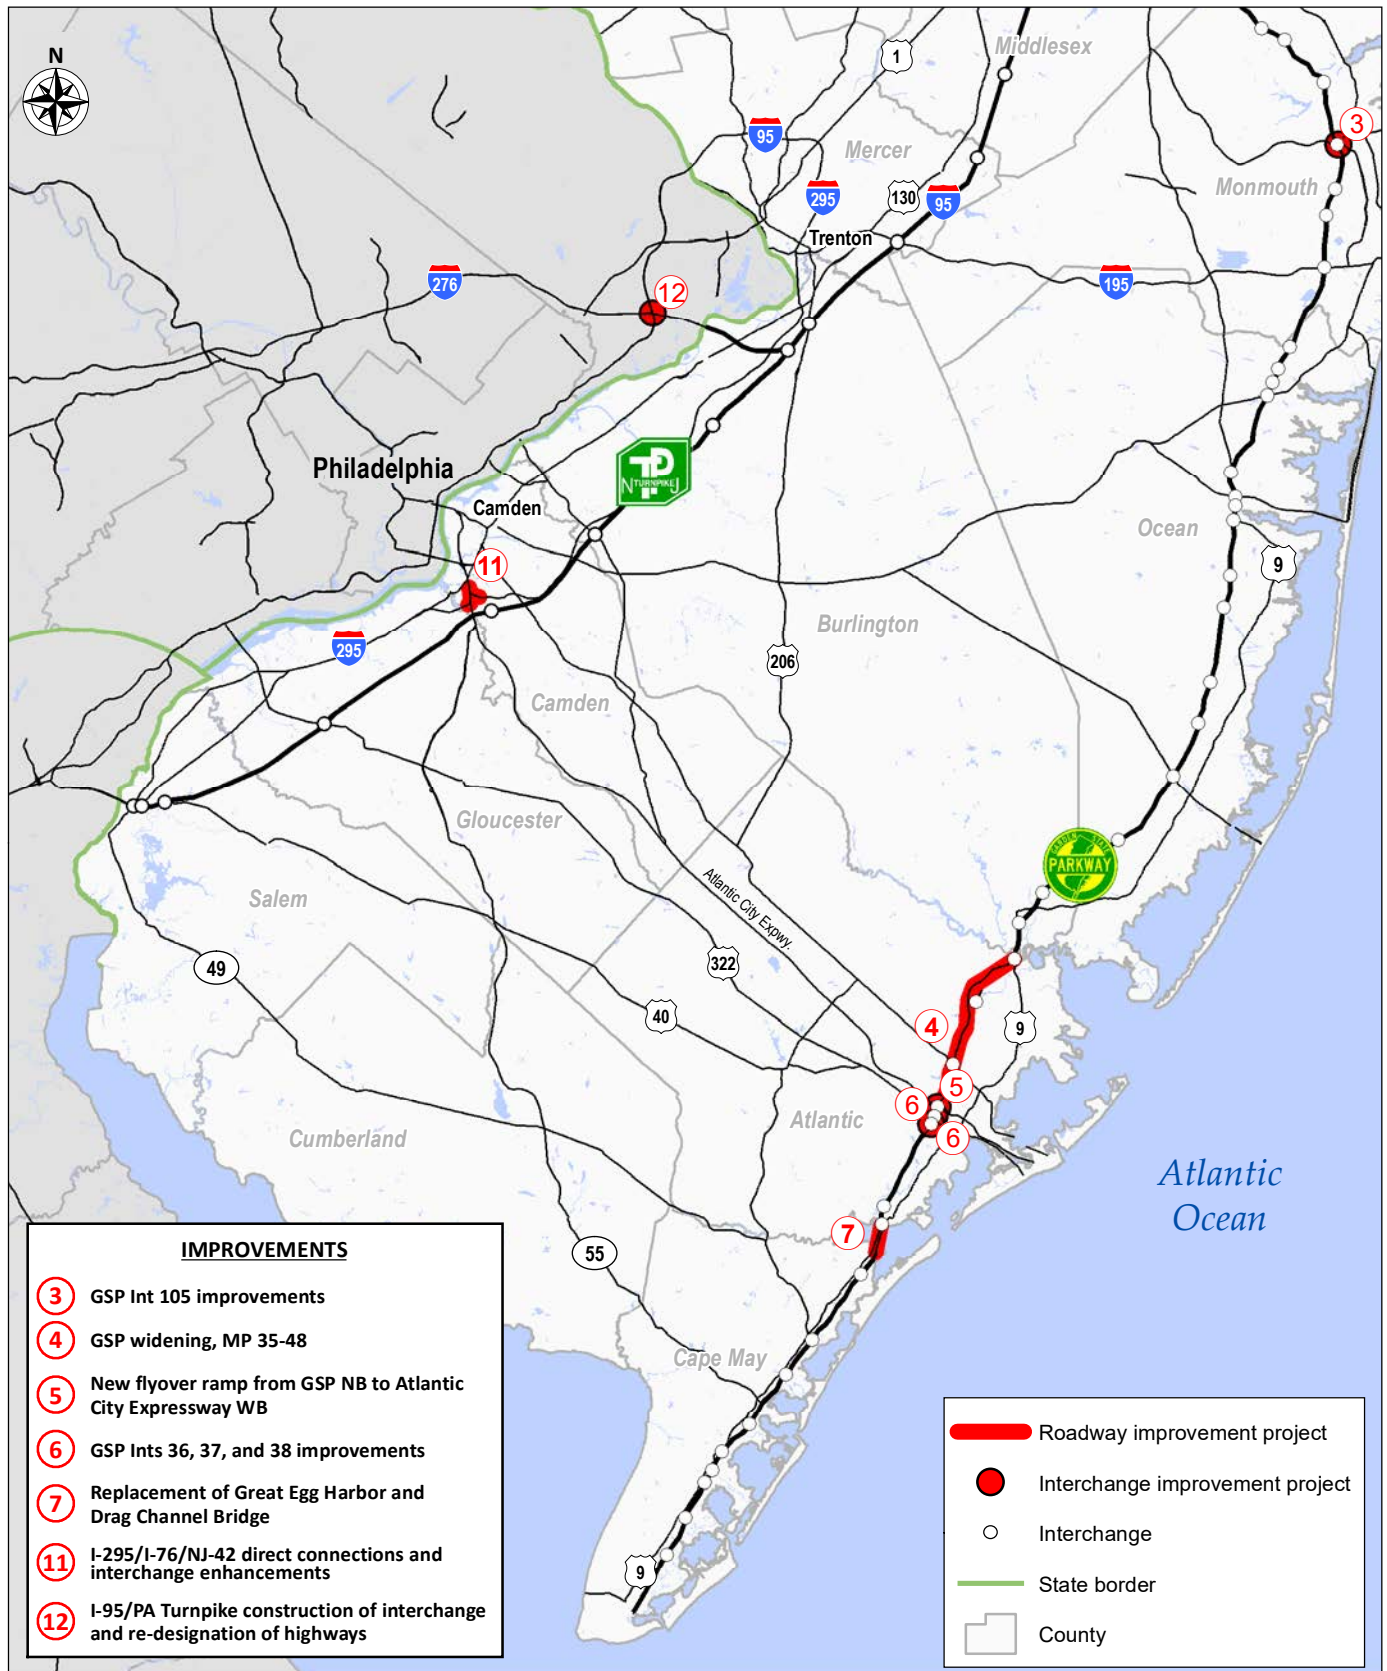 N
1
Middlesex
95
3
Mercer
Monmouth
295
130
95
Trenton
276
195
12
Philadelphia
TP
N TURNPIKE J
Camden
Ocean
9
11
Burlington
295
206
Camden
Gloucester
GARDEN STATE
PARKWAY
Salem
Atlantic City Expwy.
49
322
40
4
9
5
6
Atlantic
6
Cumberland
Atlantic
Ocean
7
55
Cape May
9
IMPROVEMENTS
3 GSP Int 105 improvements
4 GSP widening, MP 35-48
5 New flyover ramp from GSP NB to Atlantic
City Expressway WB
6 GSP Ints 36, 37, and 38 improvements
7 Replacement of Great Egg Harbor and
Drag Channel Bridge
11 I-295/I-76/NJ-42 direct connections and
interchange enhancements
12 I-95/PA Turnpike construction of interchange
and re-designation of highways
Roadway improvement project
Interchange improvement project
Interchange
State border
County